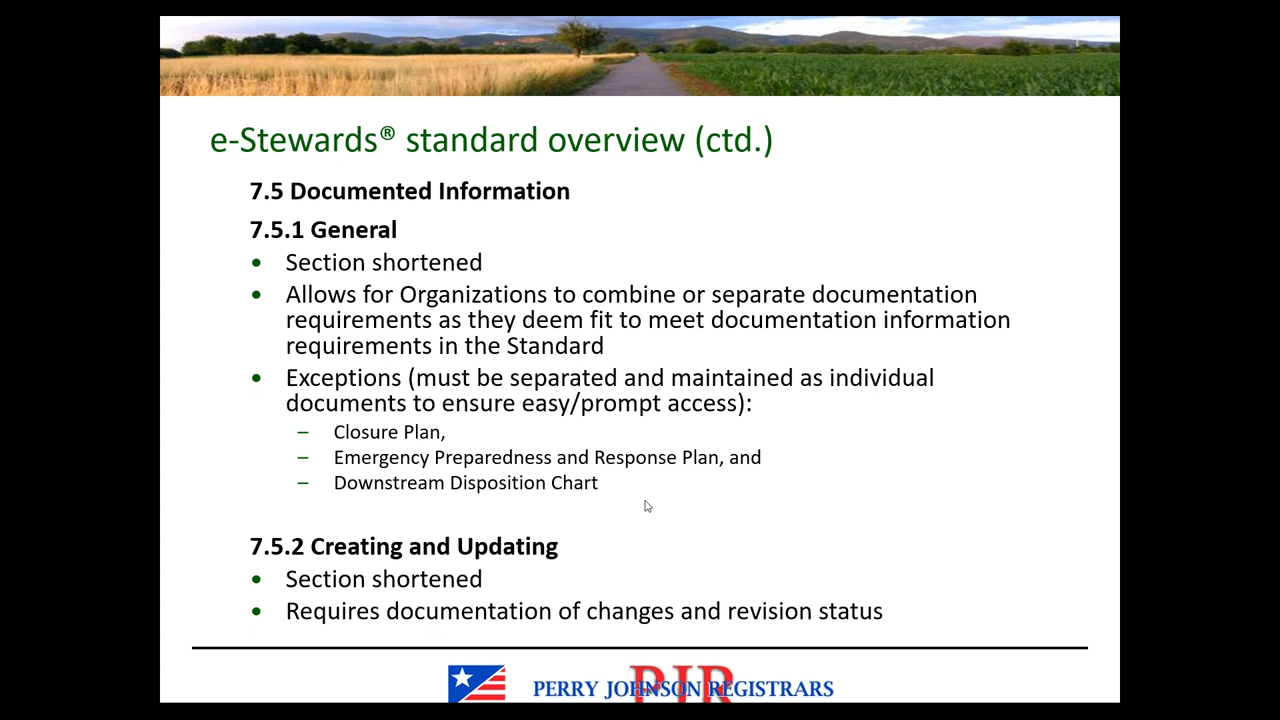 e-Stewards® standard overview (ctd.)
7.5 Documented Information
7.5.1 General
• Section shortened
• Allows for Organizations to combine or separate documentation
requirements as they deem fit to meet documentation information
requirements in the Standard
• Exceptions (must be separated and maintained as individual
documents to ensure easy/prompt access):
– Closure Plan,
– Emergency Preparedness and Response Plan, and
– Downstream Disposition Chart
7.5.2 Creating and Updating
• Section shortened
• Requires documentation of changes and revision status
PJR
PERRY JOHNSON REGISTRARS